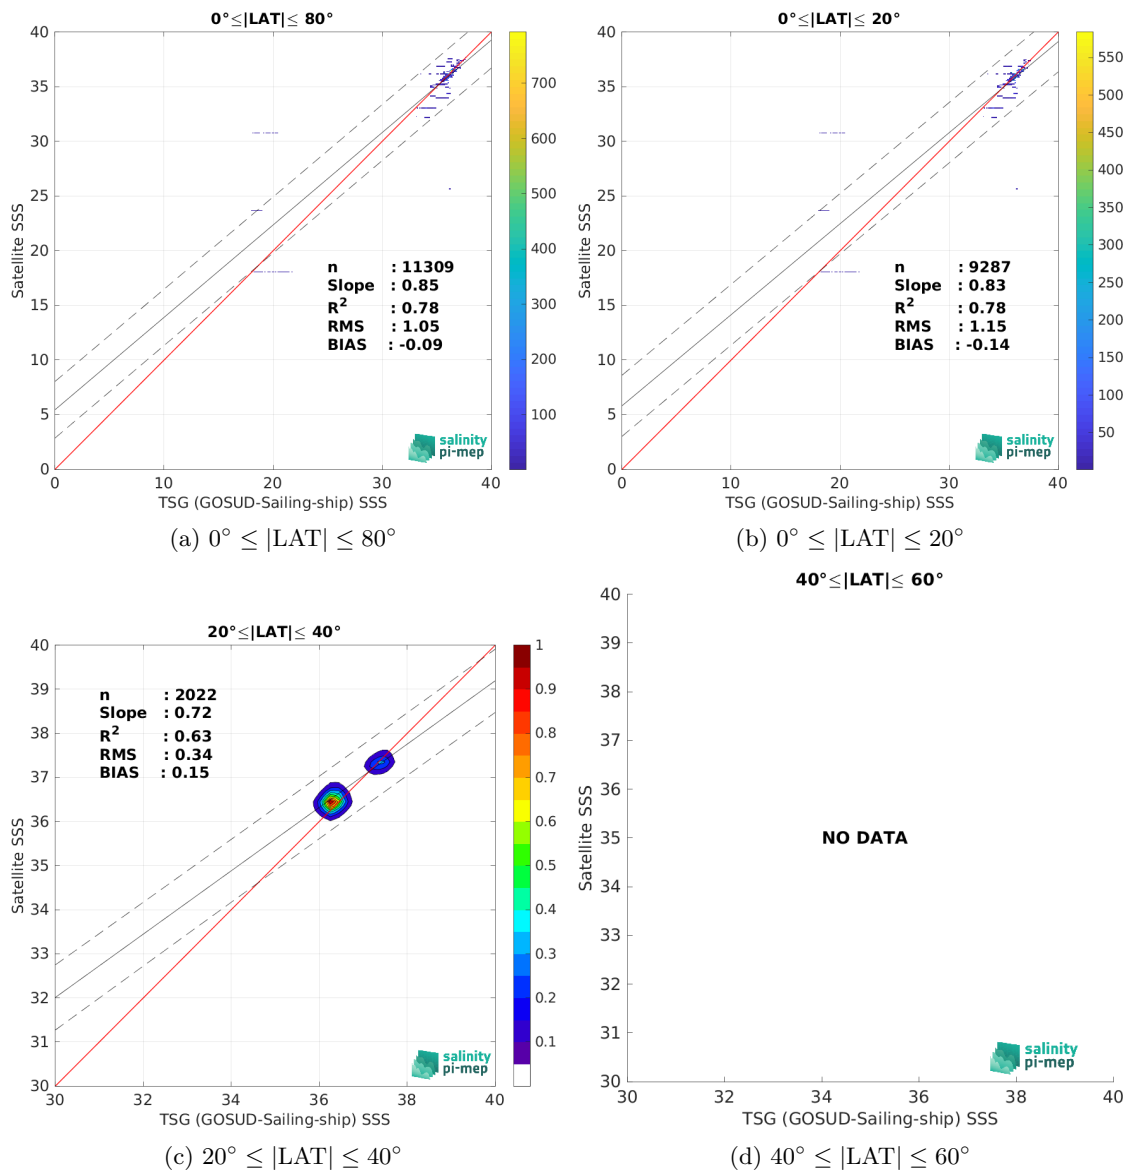 0°≤|LAT|≤ 80°
40
35
30
25
20
15
10
5
0
Satellite SSS
n : 11309
Slope : 0.85
R² : 0.78
RMS : 1.05
BIAS : -0.09
salinity
pi-mep
0 10 20 30 40
TSG (GOSUD-Sailing-ship) SSS
700
600
500
400
300
200
100
(a) 0° ≤ |LAT| ≤ 80°
0°≤|LAT|≤ 20°
40
35
30
25
20
15
10
5
0
Satellite SSS
n : 9287
Slope : 0.83
R² : 0.78
RMS : 1.15
BIAS : -0.14
salinity
pi-mep
0 10 20 30 40
TSG (GOSUD-Sailing-ship) SSS
550
500
450
400
350
300
250
200
150
100
50
(b) 0° ≤ |LAT| ≤ 20°
20°≤|LAT|≤ 40°
40
39
38
37
36
35
34
33
32
31
30
Satellite SSS
n : 2022
Slope : 0.72
R² : 0.63
RMS : 0.34
BIAS : 0.15
salinity
pi-mep
30 32 34 36 38 40
TSG (GOSUD-Sailing-ship) SSS
1
0.9
0.8
0.7
0.6
0.5
0.4
0.3
0.2
0.1
(c) 20° ≤ |LAT| ≤ 40°
40°≤|LAT|≤ 60°
40
39
38
37
36
35
34
33
32
31
30
Satellite SSS
NO DATA
salinity
pi-mep
30 32 34 36 38 40
TSG (GOSUD-Sailing-ship) SSS
(d) 40° ≤ |LAT| ≤ 60°